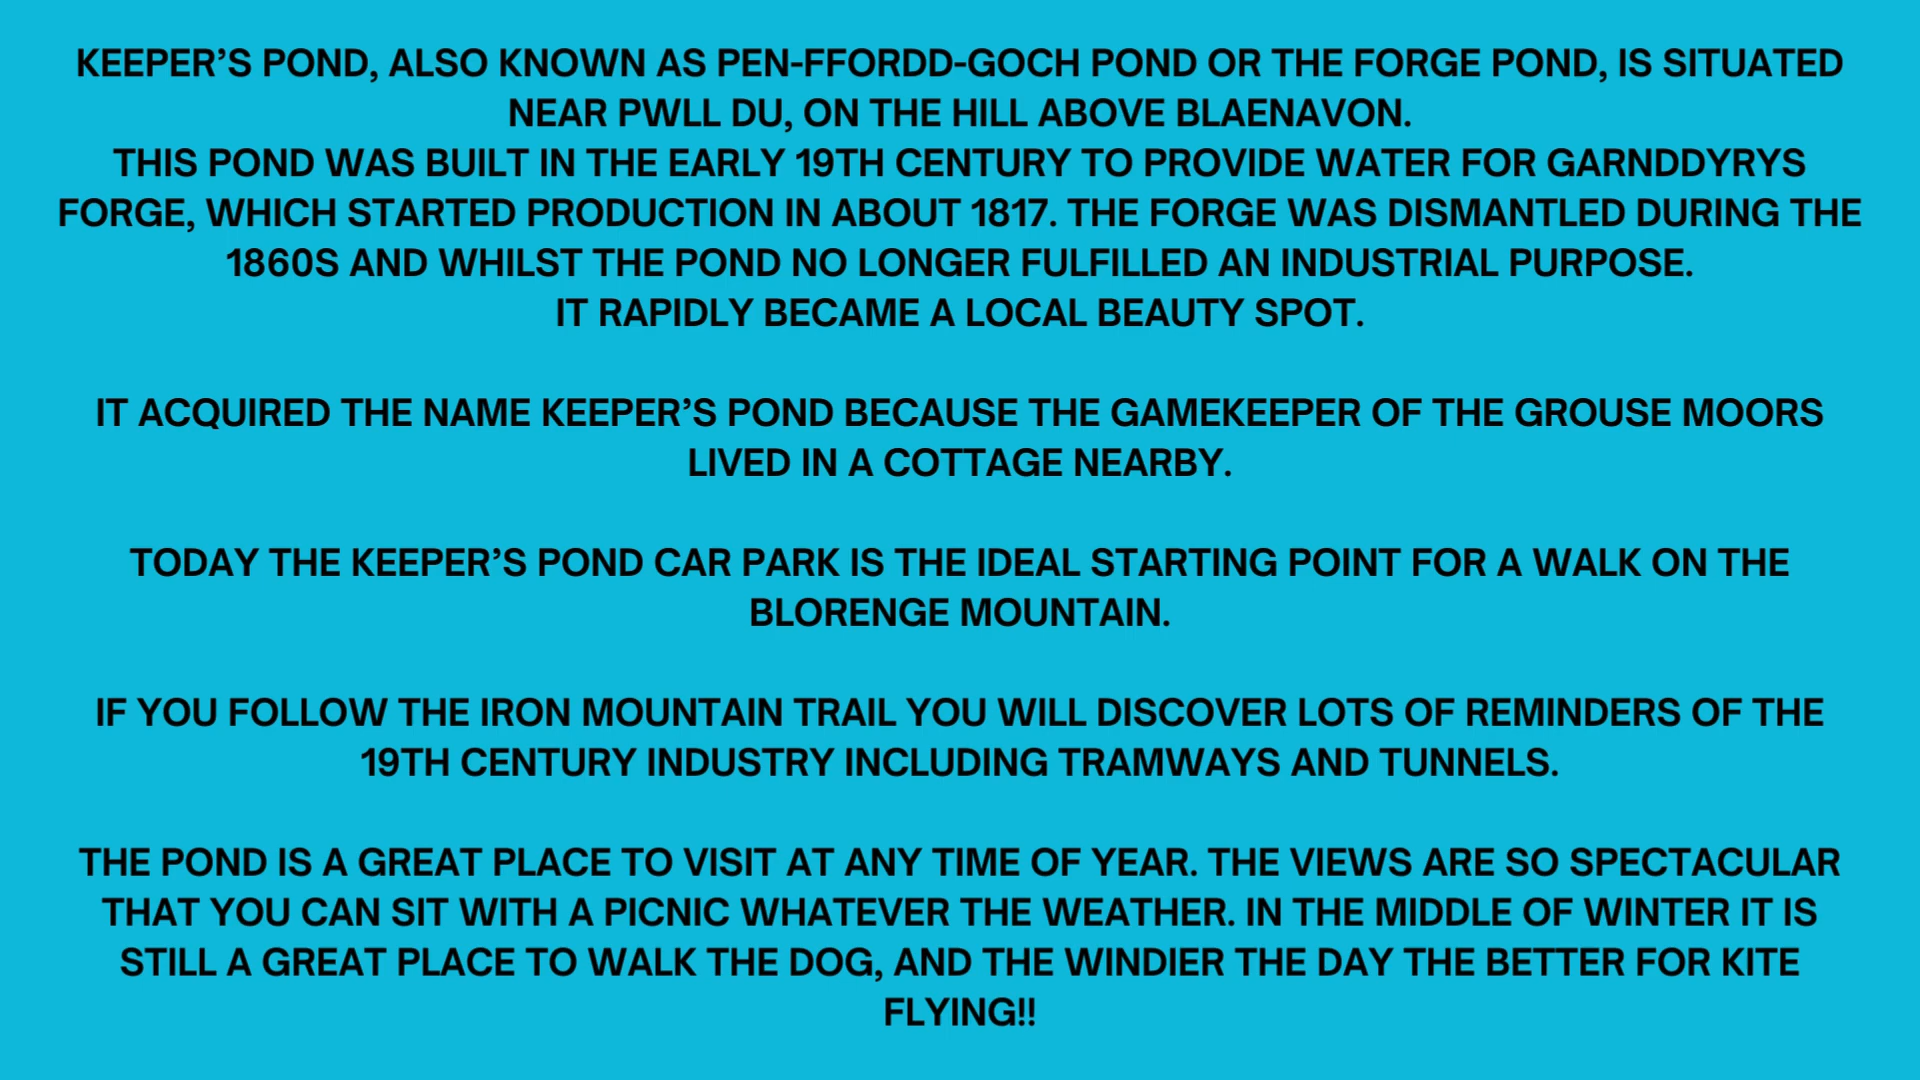 KEEPER’S POND, ALSO KNOWN AS PEN-FFORDD-GOCH POND OR THE FORGE POND, IS SITUATED
NEAR PWLL DU, ON THE HILL ABOVE BLAENAVON.
THIS POND WAS BUILT IN THE EARLY 19TH CENTURY TO PROVIDE WATER FOR GARNDDYRYS
FORGE, WHICH STARTED PRODUCTION IN ABOUT 1817. THE FORGE WAS DISMANTLED DURING THE
1860S AND WHILST THE POND NO LONGER FULFILLED AN INDUSTRIAL PURPOSE.
IT RAPIDLY BECAME A LOCAL BEAUTY SPOT.
IT ACQUIRED THE NAME KEEPER’S POND BECAUSE THE GAMEKEEPER OF THE GROUSE MOORS
LIVED IN A COTTAGE NEARBY.
TODAY THE KEEPER’S POND CAR PARK IS THE IDEAL STARTING POINT FOR A WALK ON THE
BLORENGE MOUNTAIN.
IF YOU FOLLOW THE IRON MOUNTAIN TRAIL YOU WILL DISCOVER LOTS OF REMINDERS OF THE
19TH CENTURY INDUSTRY INCLUDING TRAMWAYS AND TUNNELS.
THE POND IS A GREAT PLACE TO VISIT AT ANY TIME OF YEAR. THE VIEWS ARE SO SPECTACULAR
THAT YOU CAN SIT WITH A PICNIC WHATEVER THE WEATHER. IN THE MIDDLE OF WINTER IT IS
STILL A GREAT PLACE TO WALK THE DOG, AND THE WINDIER THE DAY THE BETTER FOR KITE
FLYING!!